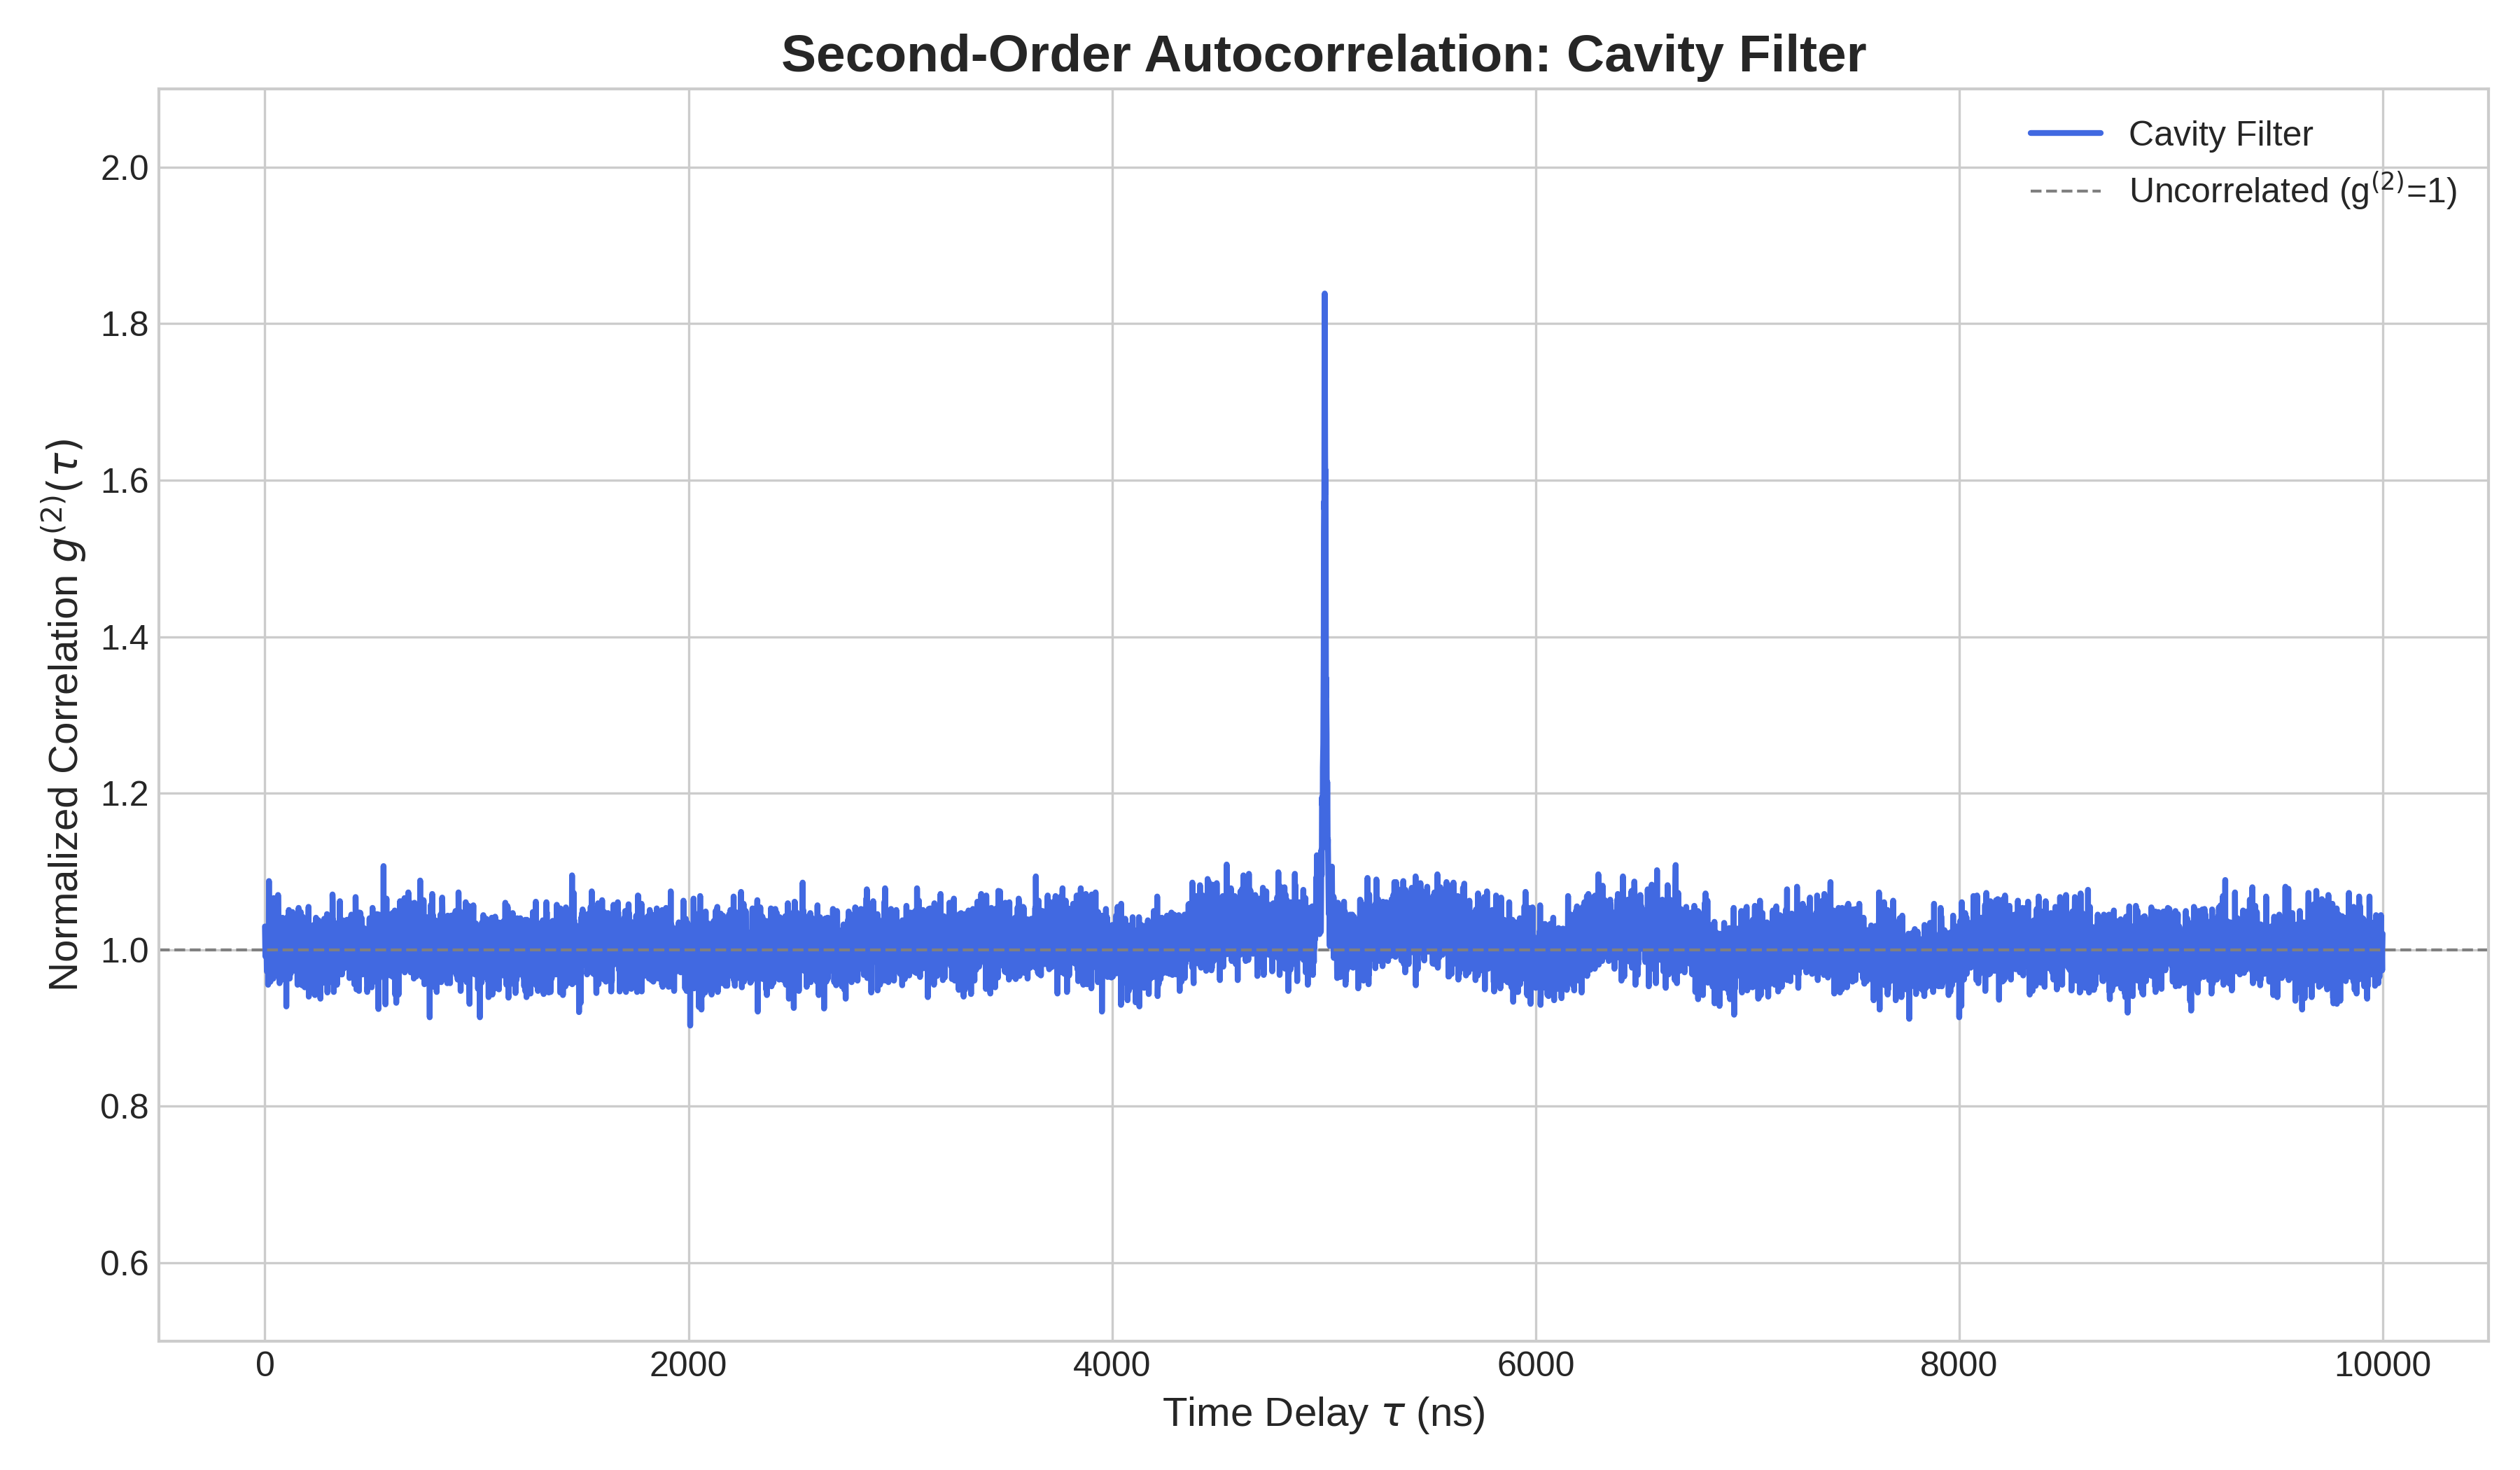 Second-Order Autocorrelation: Cavity Filter
Cavity Filter
Uncorrelated (g⁽²⁾=1)
Normalized Correlation g⁽²⁾(τ)
2.0
1.8
1.6
1.4
1.2
1.0
0.8
0.6
0 2000 4000 6000 8000 10000
Time Delay τ (ns)